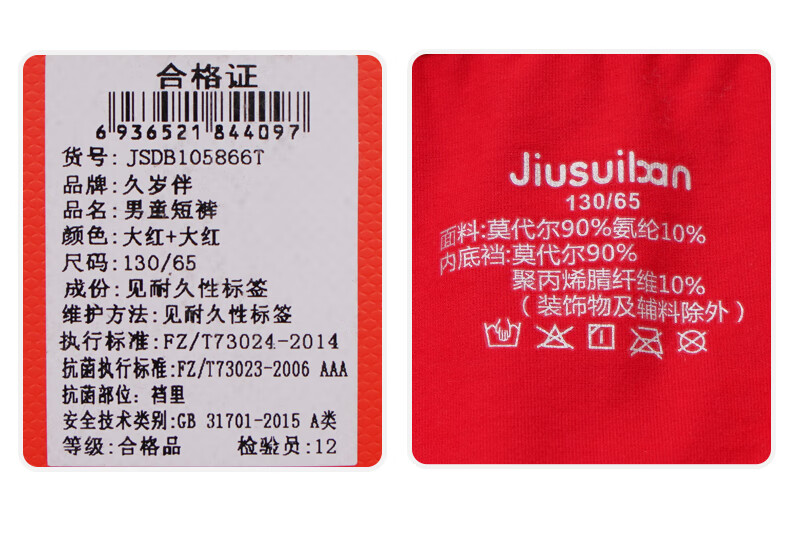 合格证
6 936521 844097
货号: JSDB105866T
品牌:久岁伴
品名:男童短裤
颜色:大红+大红
尺码:130/65
成份:见耐久性标签
维护方法:见耐久性标签
执行标准:FZ/T73024-2014
抗菌执行标准:FZ/T73023-2006 AAA
抗菌部位: 裆里
安全技术类别:GB 31701-2015 A类
等级:合格品 检验员:12
Jiusuiban
130/65
面料:莫代尔90%氨纶10%
内底裆:莫代尔90%
聚丙烯腈纤维10%
(装饰物及辅料除外)